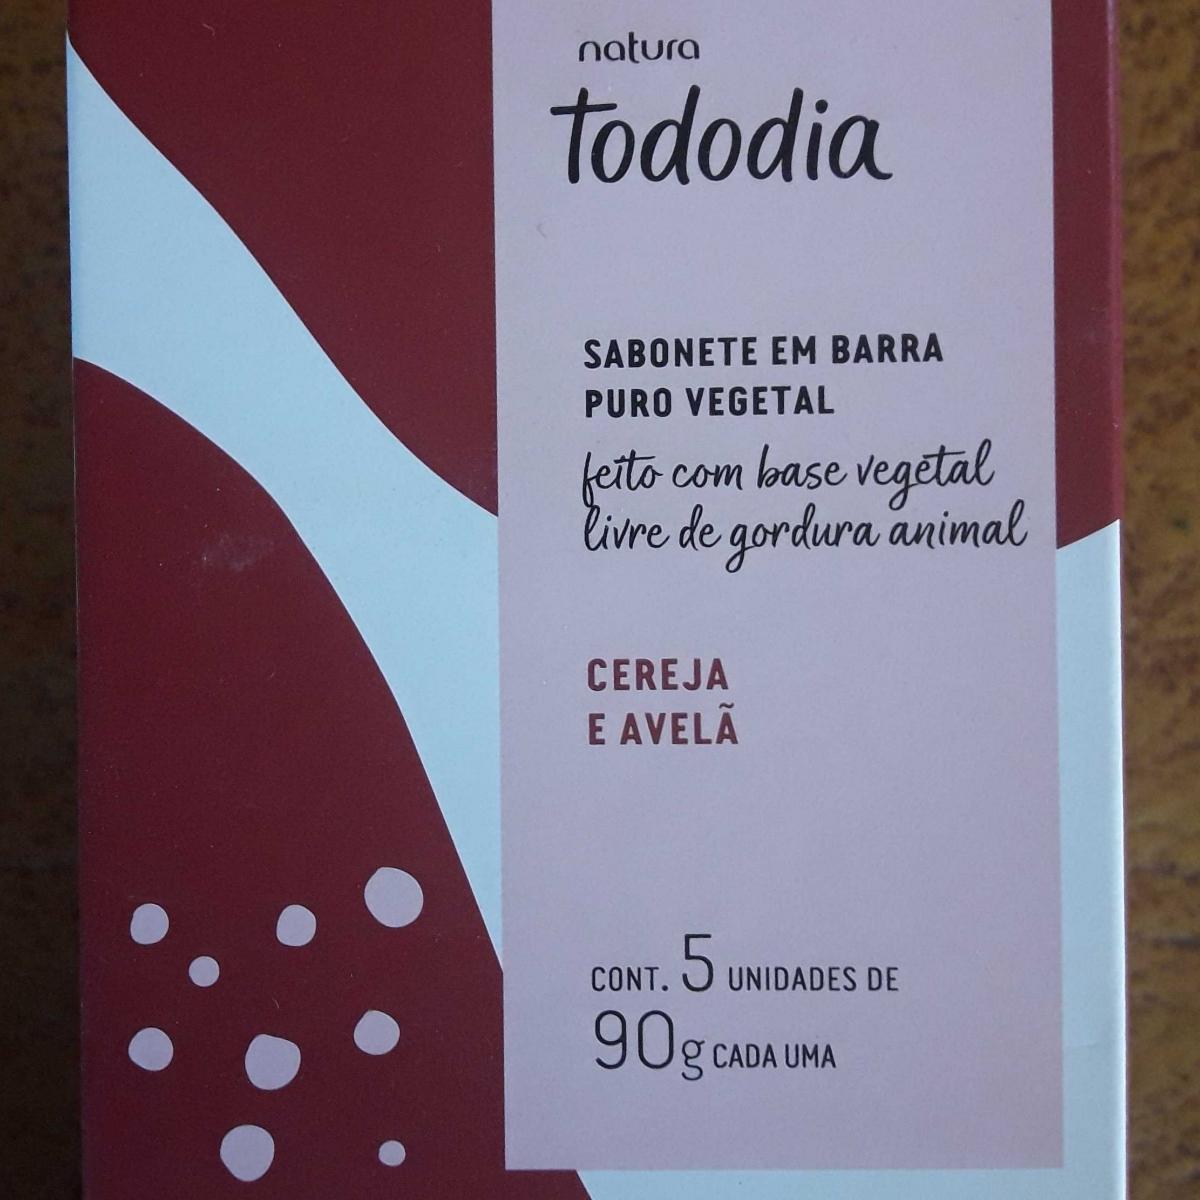 natura
Tododia
SABONETE EM BARRA
PURO VEGETAL
feito com base vegetal
livre de gordura animal
CEREJA
E AVELÃ
CONT. 5 UNIDADES DE
90g CADA UMA